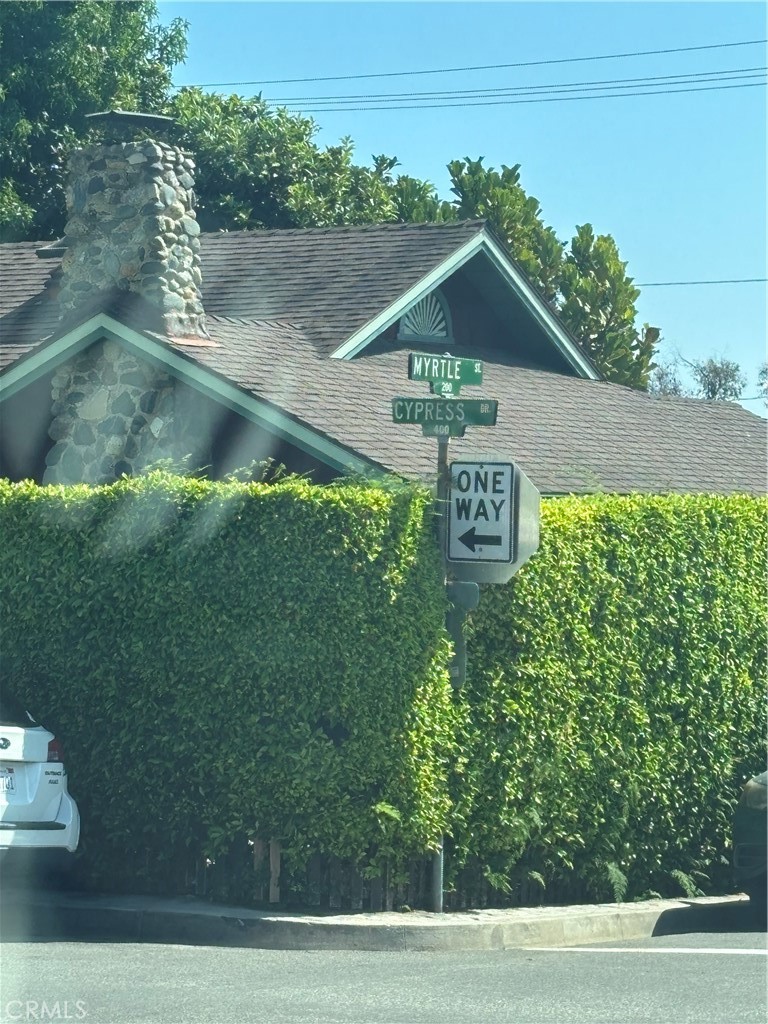 MYRTLE ST.
200
CYPRESS DR.
400
ONE
WAY
CRMLS